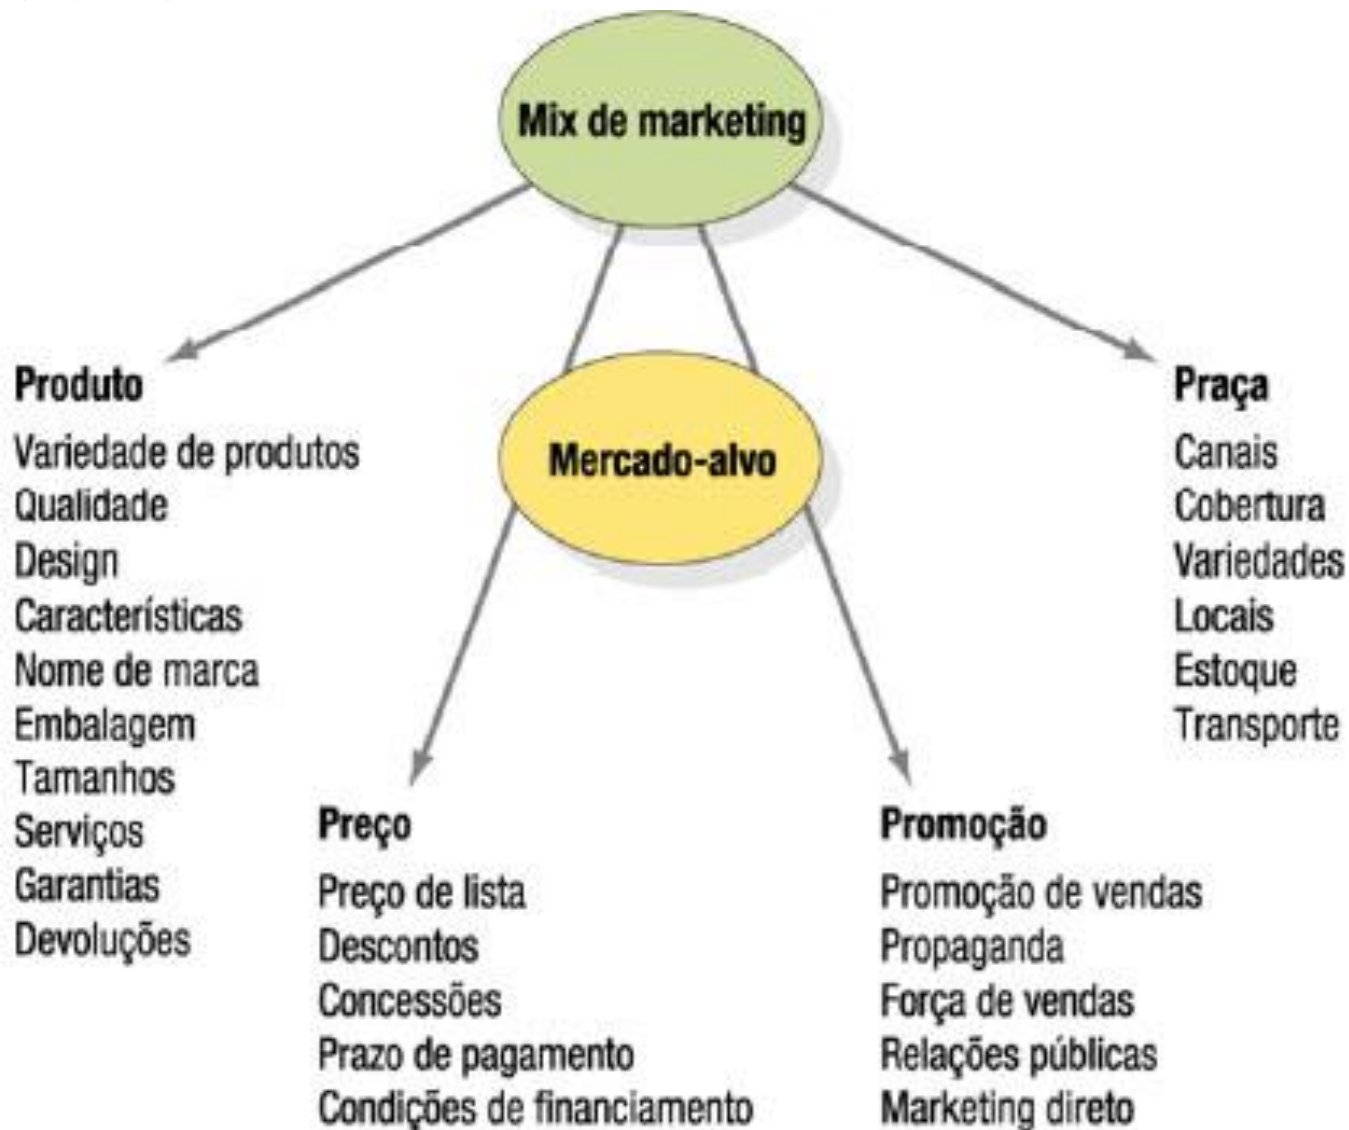 Mix de marketing
Mercado-alvo
Produto
Variedade de produtos
Qualidade
Design
Características
Nome de marca
Embalagem
Tamanhos
Serviços
Garantias
Devoluções
Preço
Preço de lista
Descontos
Concessões
Prazo de pagamento
Condições de financiamento
Promoção
Promoção de vendas
Propaganda
Força de vendas
Relações públicas
Marketing direto
Praça
Canais
Cobertura
Variedades
Locais
Estoque
Transporte